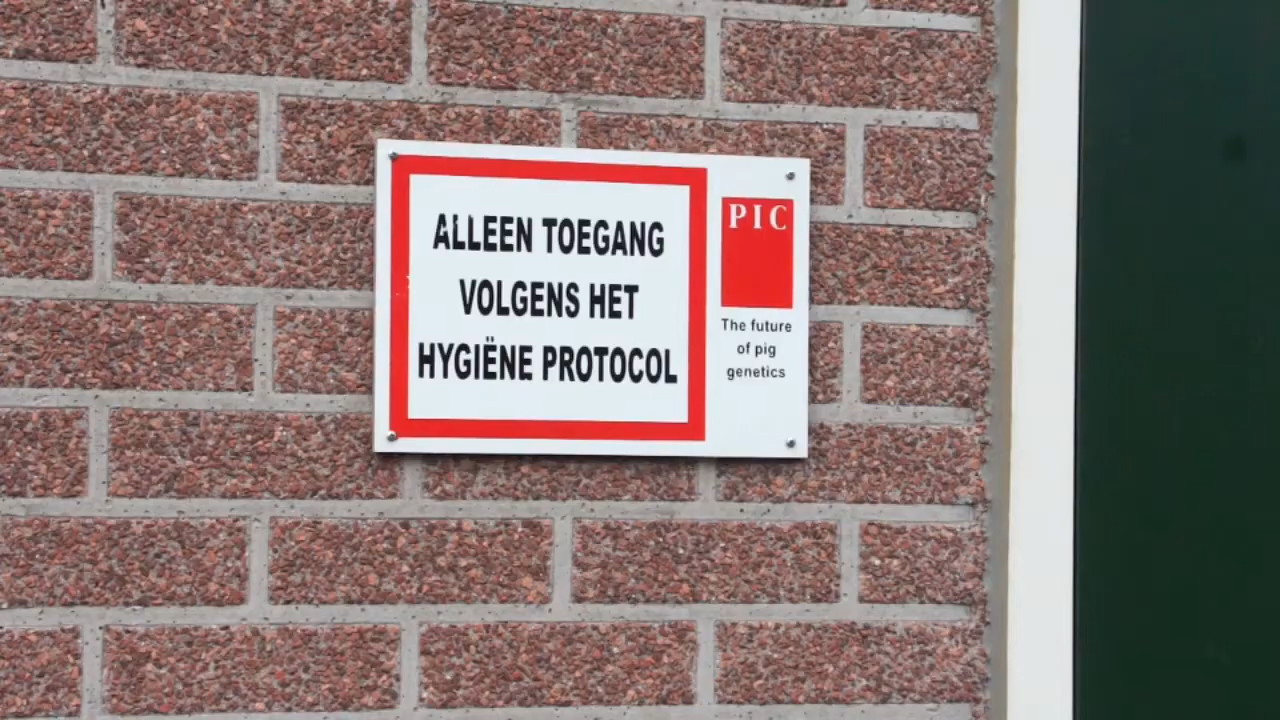 ALLEEN TOEGANG
VOLGENS HET
HYGIËNE PROTOCOL
PIC
The future
of pig
genetics